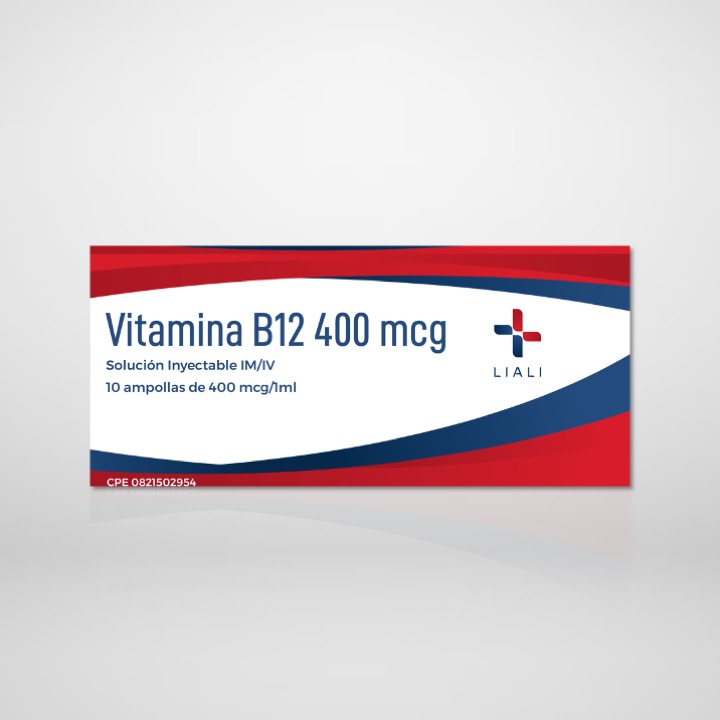 Vitamina B12 400 mcg
Solución Inyectable IM/IV
10 ampollas de 400 mcg/1ml
LIALI
CPE 0821502954